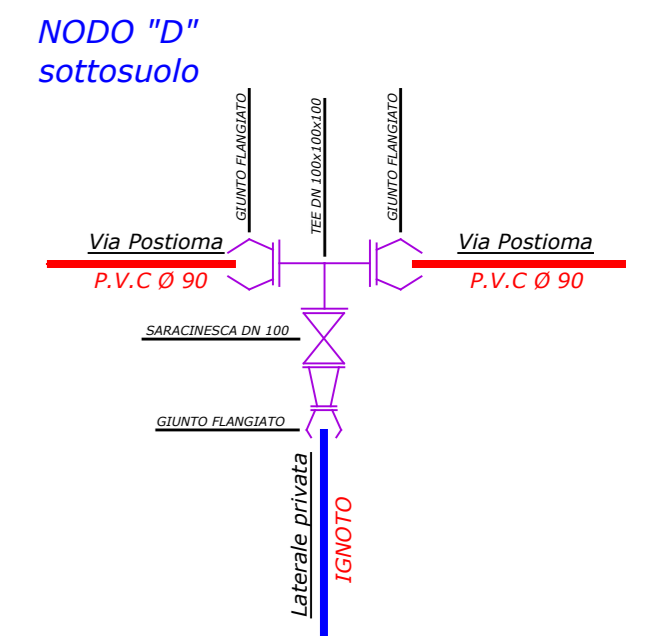 NODO "D"
sottosuolo
GIUNTO FLANGIATO
TEE DN 100x100x100
GIUNTO FLANGIATO
Via Postioma
P.V.C Ø 90
Via Postioma
P.V.C Ø 90
SARACINESCA DN 100
GIUNTO FLANGIATO
Laterale privata
IGNOTO